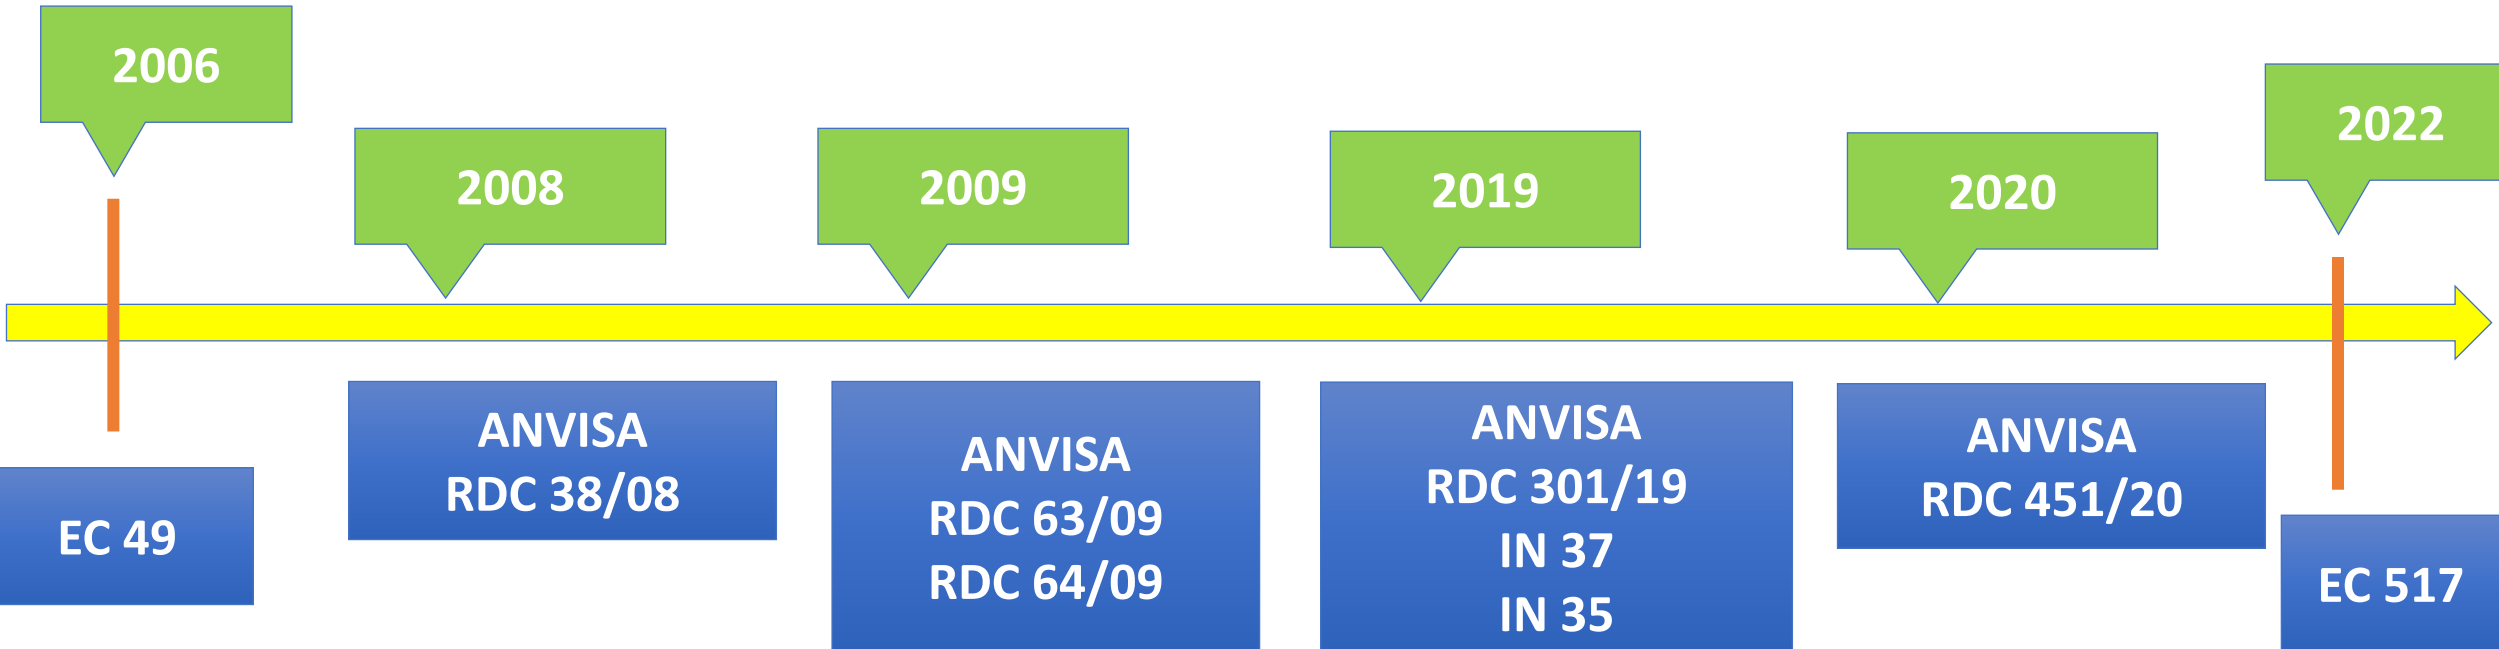 2006
2008
2009
2019
2020
2022
EC 49
ANVISA
RDC 38/08
ANVISA
RDC 63/09
RDC 64/09
ANVISA
RDC 301/19
IN 37
IN 35
ANVISA
RDC 451/20
EC 517